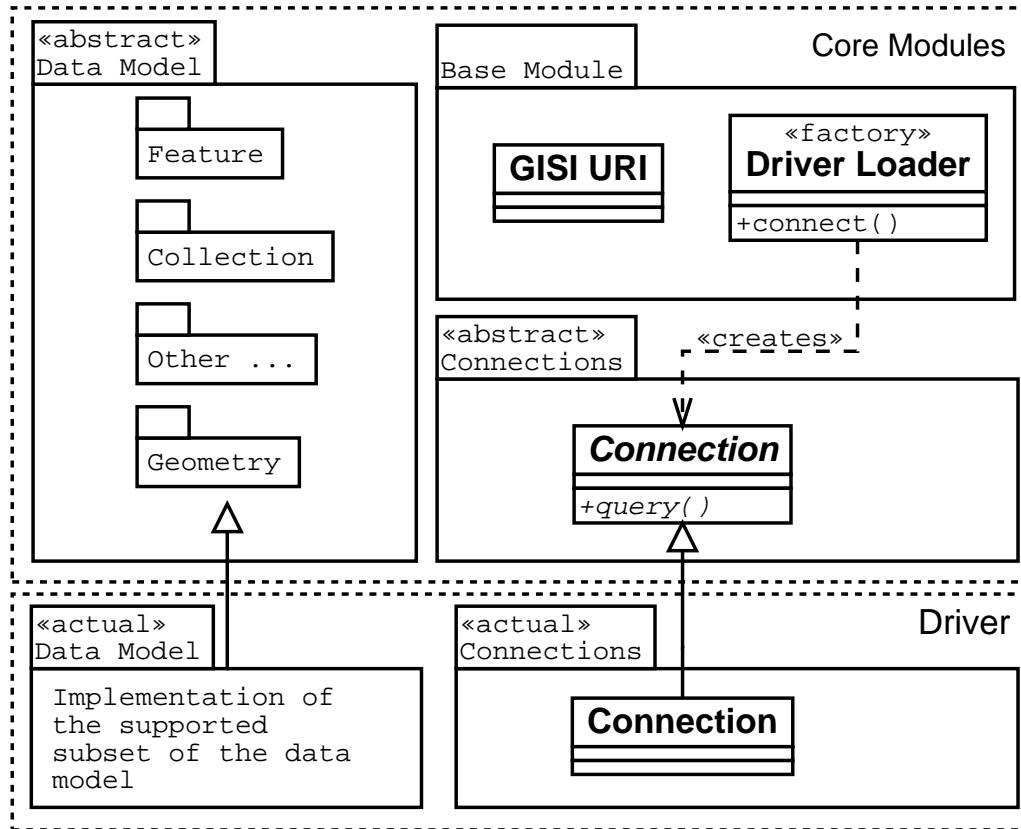 «abstract»
Data Model
Feature
Collection
Other ...
Geometry
Core Modules
Base Module
GISI URI
«factory»
Driver Loader
+connect()
«creates»
«abstract»
Connections
Connection
+query()
Driver
«actual»
Data Model
Implementation of
the supported
subset of the data
model
«actual»
Connections
Connection